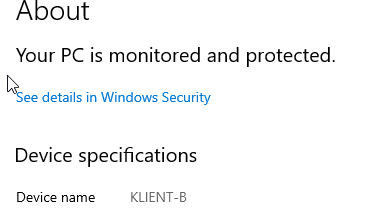 About
Your PC is monitored and protected.
See details in Windows Security
Device specifications
Device name KLIENT-B